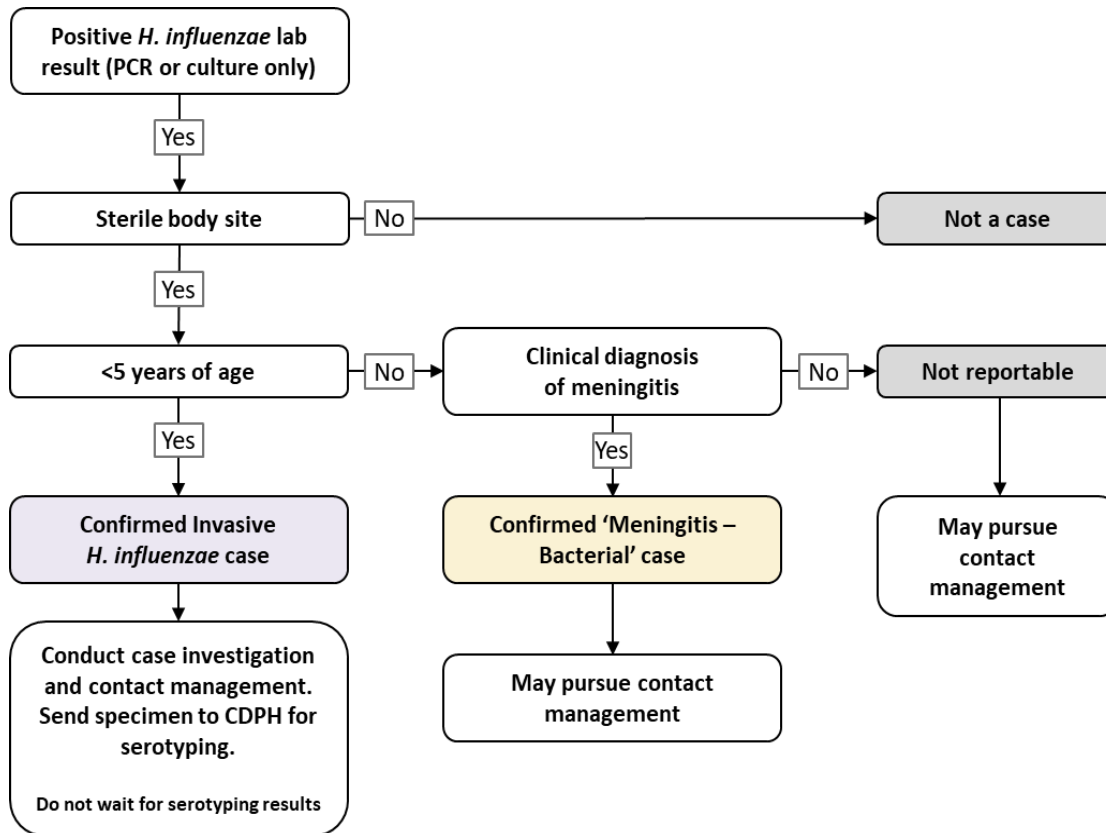 Positive H. influenzae lab
result (PCR or culture only)
Yes
Sterile body site
No
Not a case
Yes
<5 years of age
No
Clinical diagnosis
of meningitis
No
Not reportable
Yes
Yes
Confirmed Invasive
H. influenzae case
Confirmed ‘Meningitis –
Bacterial’ case
May pursue
contact
management
Conduct case investigation
and contact management.
Send specimen to CDPH for
serotyping.
Do not wait for serotyping results
May pursue contact
management